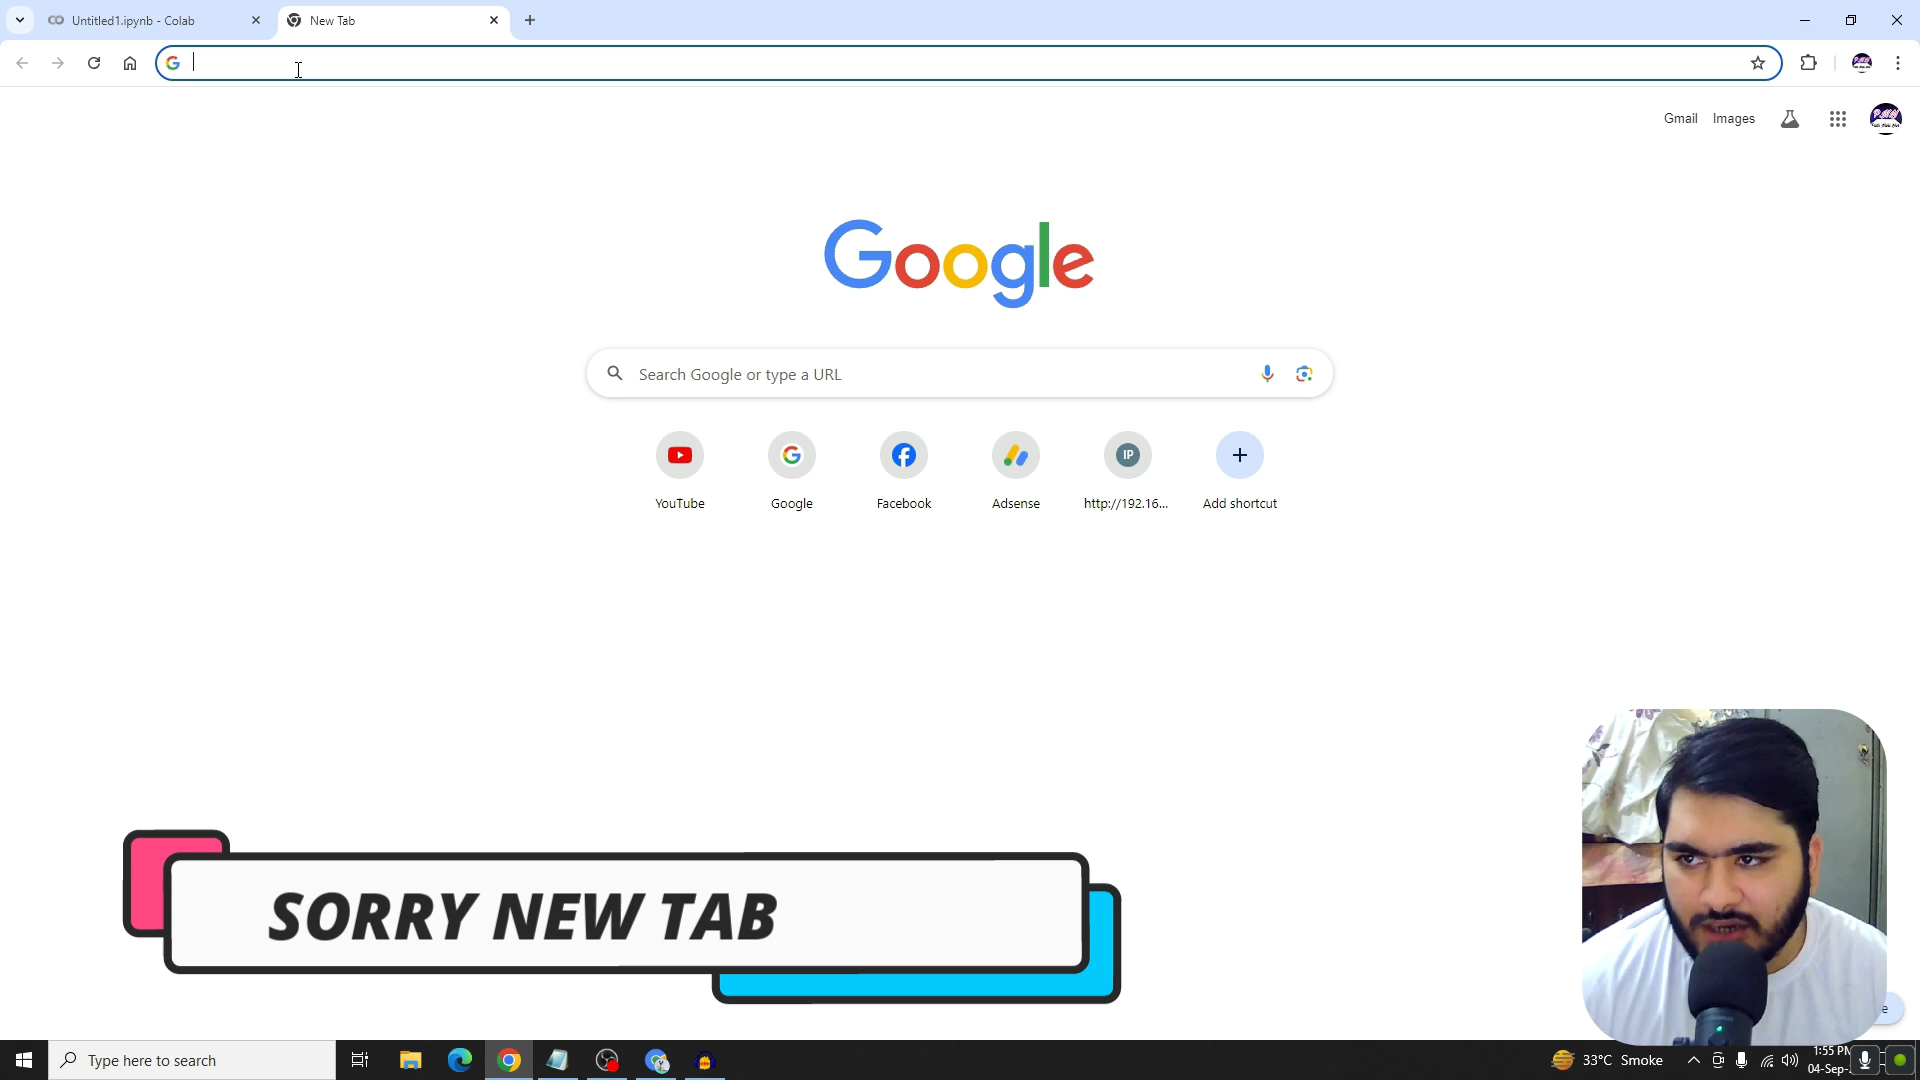 Untitled1.ipynb - Colab
New Tab
Gmail
Images
Google
Search Google or type a URL
YouTube
Google
Facebook
Adsense
IP
http://192.16...
Add shortcut
SORRY NEW TAB
Type here to search
33°C Smoke
1:55 PM
04-Sep-